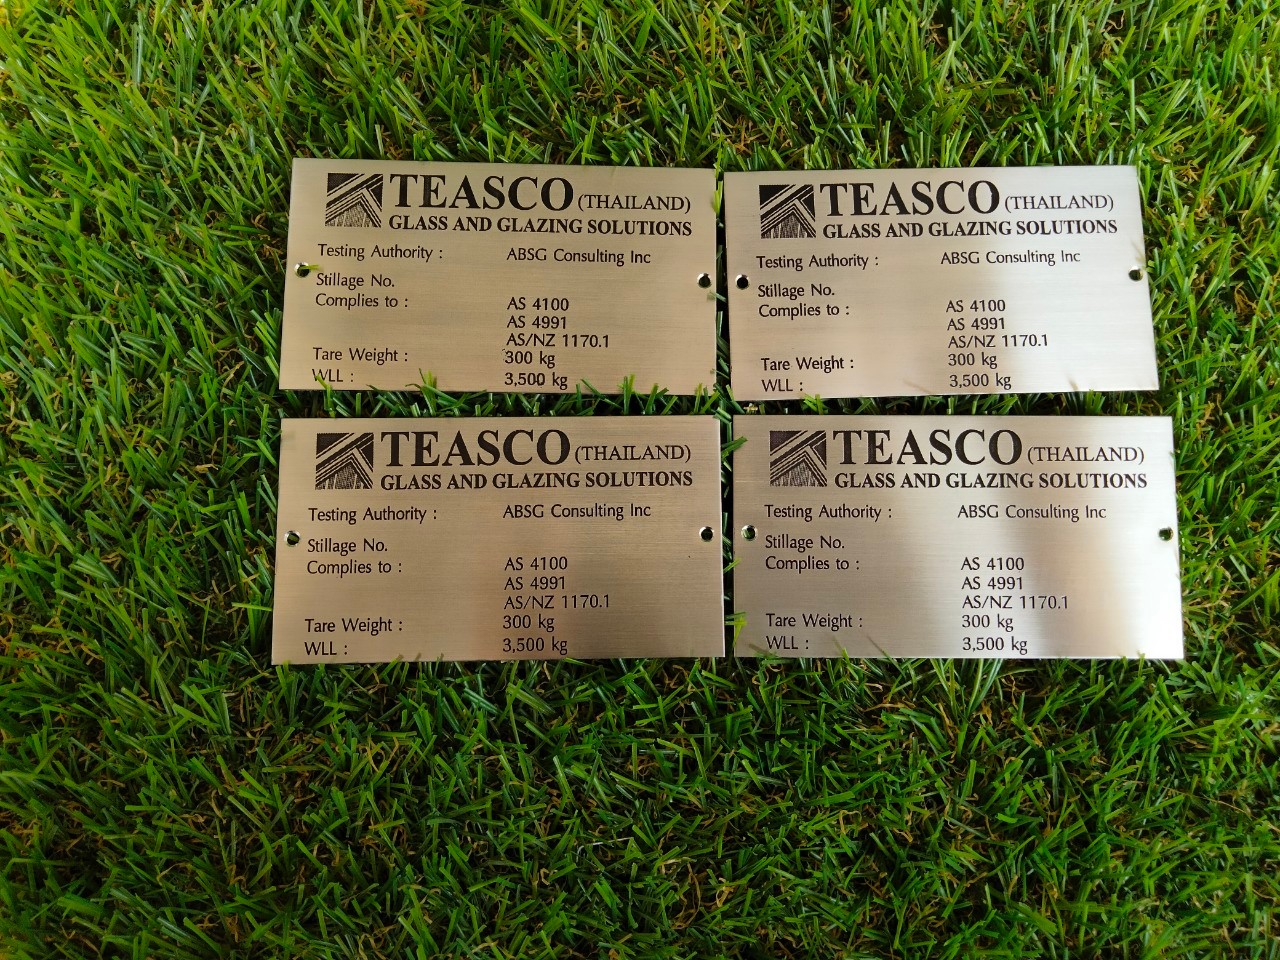 TEASCO (THAILAND)
GLASS AND GLAZING SOLUTIONS
Testing Authority : ABSG Consulting Inc
Stillage No.
Complies to : AS 4100
AS 4991
AS/NZ 1170.1
Tare Weight : 300 kg
WLL : 3,500 kg
TEASCO (THAILAND)
GLASS AND GLAZING SOLUTIONS
Testing Authority : ABSG Consulting Inc
Stillage No.
Complies to : AS 4100
AS 4991
AS/NZ 1170.1
Tare Weight : 300 kg
WLL : 3,500 kg
TEASCO (THAILAND)
GLASS AND GLAZING SOLUTIONS
Testing Authority : ABSG Consulting Inc
Stillage No.
Complies to : AS 4100
AS 4991
AS/NZ 1170.1
Tare Weight : 300 kg
WLL : 3,500 kg
TEASCO (THAILAND)
GLASS AND GLAZING SOLUTIONS
Testing Authority : ABSG Consulting Inc
Stillage No.
Complies to : AS 4100
AS 4991
AS/NZ 1170.1
Tare Weight : 300 kg
WLL : 3,500 kg